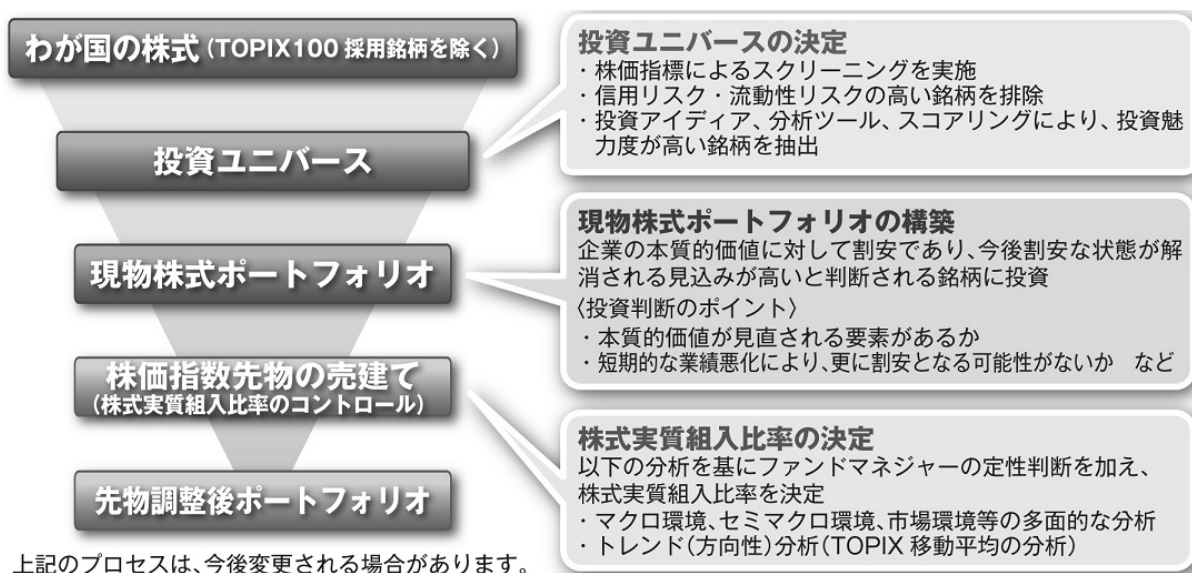 わが国の株式(TOPIX100 採用銘柄を除く)
投資ユニバース
現物株式ポートフォリオ
株価指数先物の売建て
(株式実質組入比率のコントロール)
先物調整後ポートフォリオ
上記のプロセスは、今後変更される場合があります。
投資ユニバースの決定
・株価指標によるスクリーニングを実施
・信用リスク・流動性リスクの高い銘柄を排除
・投資アイディア、分析ツール、スコアリングにより、投資魅
力度が高い銘柄を抽出
現物株式ポートフォリオの構築
企業の本質的価値に対して割安であり、今後割安な状態が解
消される見込みが高いと判断される銘柄に投資
〈投資判断のポイント〉
・本質的価値が見直される要素があるか
・短期的な業績悪化により、更に割安となる可能性がないか など
株式実質組入比率の決定
以下の分析を基にファンドマネジャーの定性判断を加え、
株式実質組入比率を決定
・マクロ環境、セミマクロ環境、市場環境等の多面的な分析
・トレンド(方向性)分析(TOPIX 移動平均の分析)